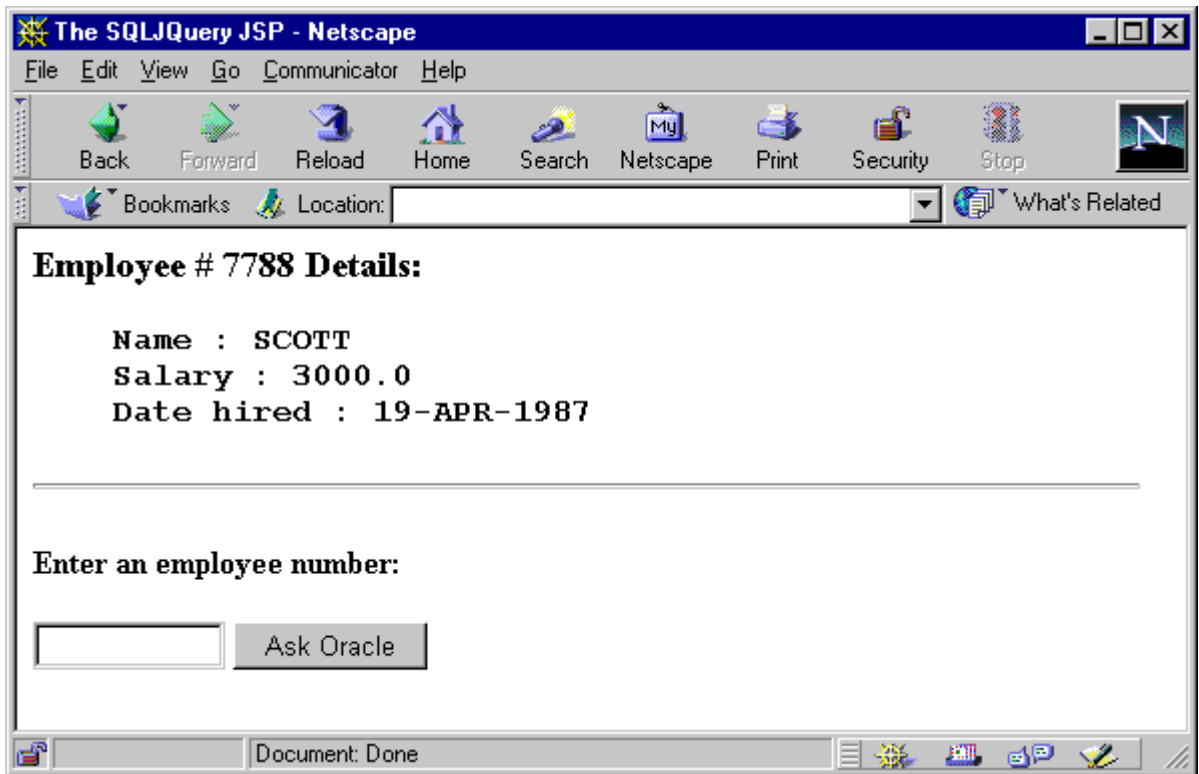 The SQLJQuery JSP - Netscape
File Edit View Go Communicator Help
My
Back Forward Reload Home Search Netscape Print Security Stop
N
Bookmarks Location: What's Related
Employee # 7788 Details:
Name : SCOTT
Salary : 3000.0
Date hired : 19-APR-1987
Enter an employee number:
Ask Oracle
Document: Done